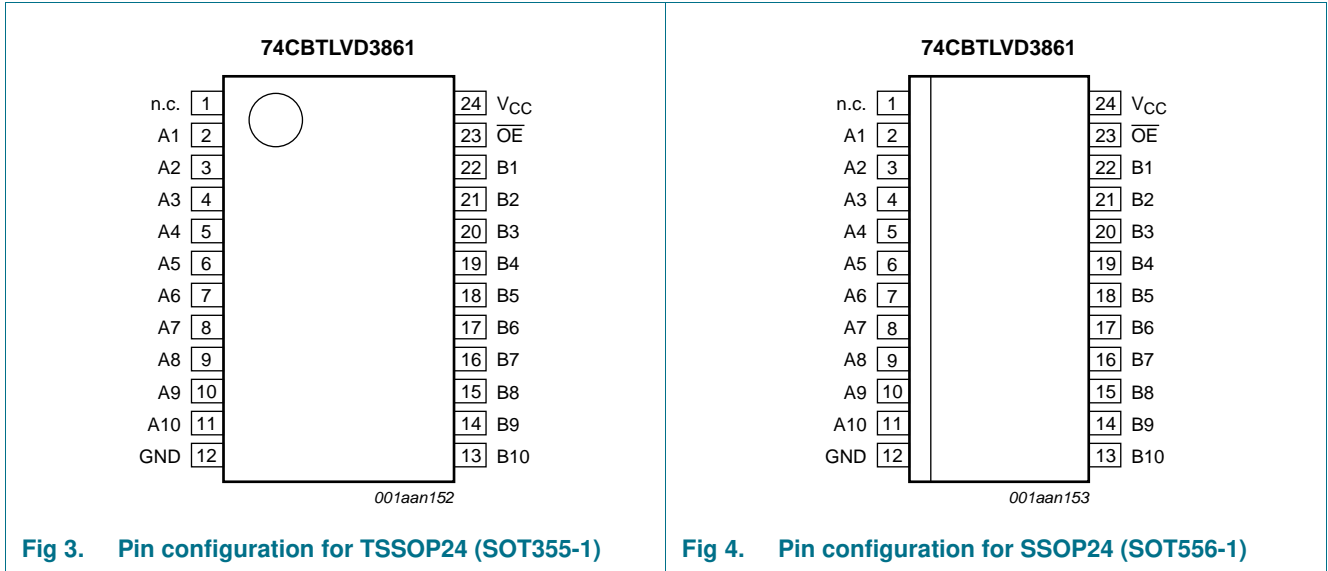 74CBTLVD3861
n.c. 1 24 VCC
A1 2 23 OE
A2 3 22 B1
A3 4 21 B2
A4 5 20 B3
A5 6 19 B4
A6 7 18 B5
A7 8 17 B6
A8 9 16 B7
A9 10 15 B8
A10 11 14 B9
GND 12 13 B10
001aan152
Fig 3. Pin configuration for TSSOP24 (SOT355-1)
74CBTLVD3861
n.c. 1 24 VCC
A1 2 23 OE
A2 3 22 B1
A3 4 21 B2
A4 5 20 B3
A5 6 19 B4
A6 7 18 B5
A7 8 17 B6
A8 9 16 B7
A9 10 15 B8
A10 11 14 B9
GND 12 13 B10
001aan153
Fig 4. Pin configuration for SSOP24 (SOT556-1)